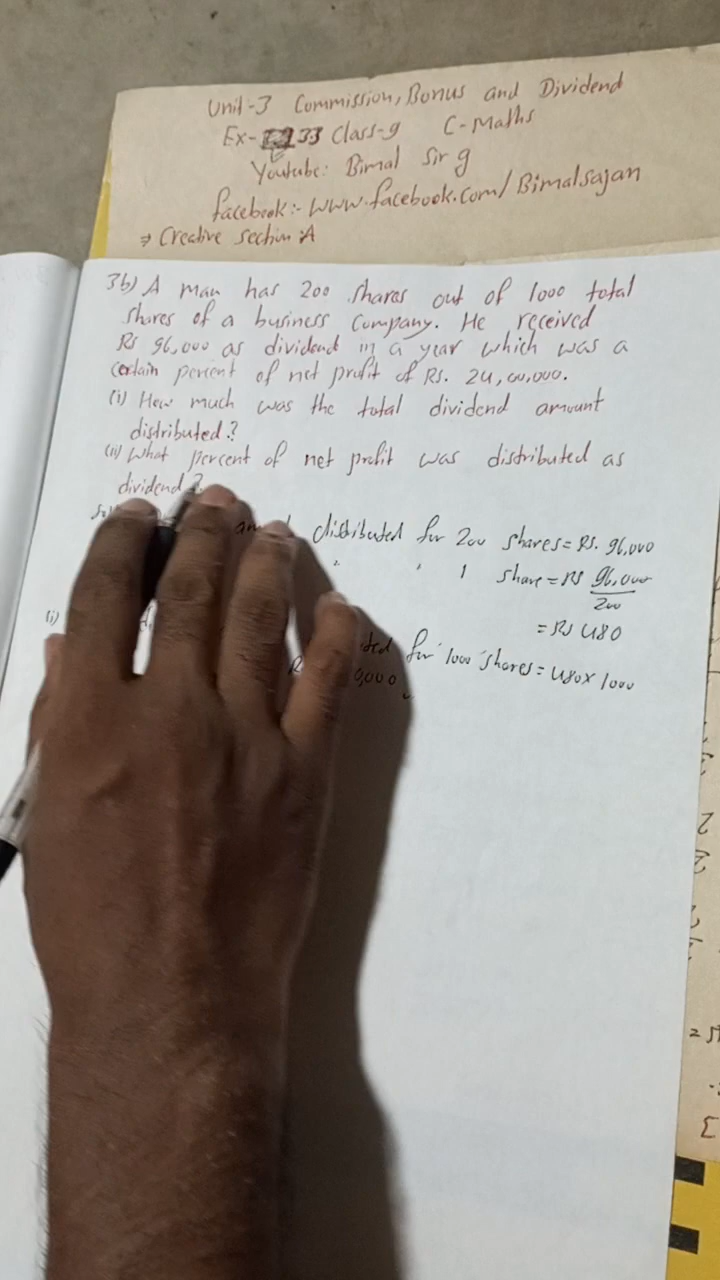 Unit-3 Commission, Bonus and Dividend
Ex- 33 Class-9 C-Maths
Youtube: Bimal Sir g
facebook:- www.facebook.com/Bimalsajan
⇒ Creative section:A
3b) A man has 200 shares out of 1000 total
shares of a business company. He received
Rs 96,000 as dividend in a year which was a
certain percent of net profit of Rs. 24,00,000.
(i) How much was the total dividend amount
distributed?
(ii) What percent of net profit was distributed as
dividend?
distributed for 200 shares = Rs. 96,000
" " 1 share = Rs 96,000
200
= Rs 480
(i) ted for 1000 shares = 480 x 1000
0,000